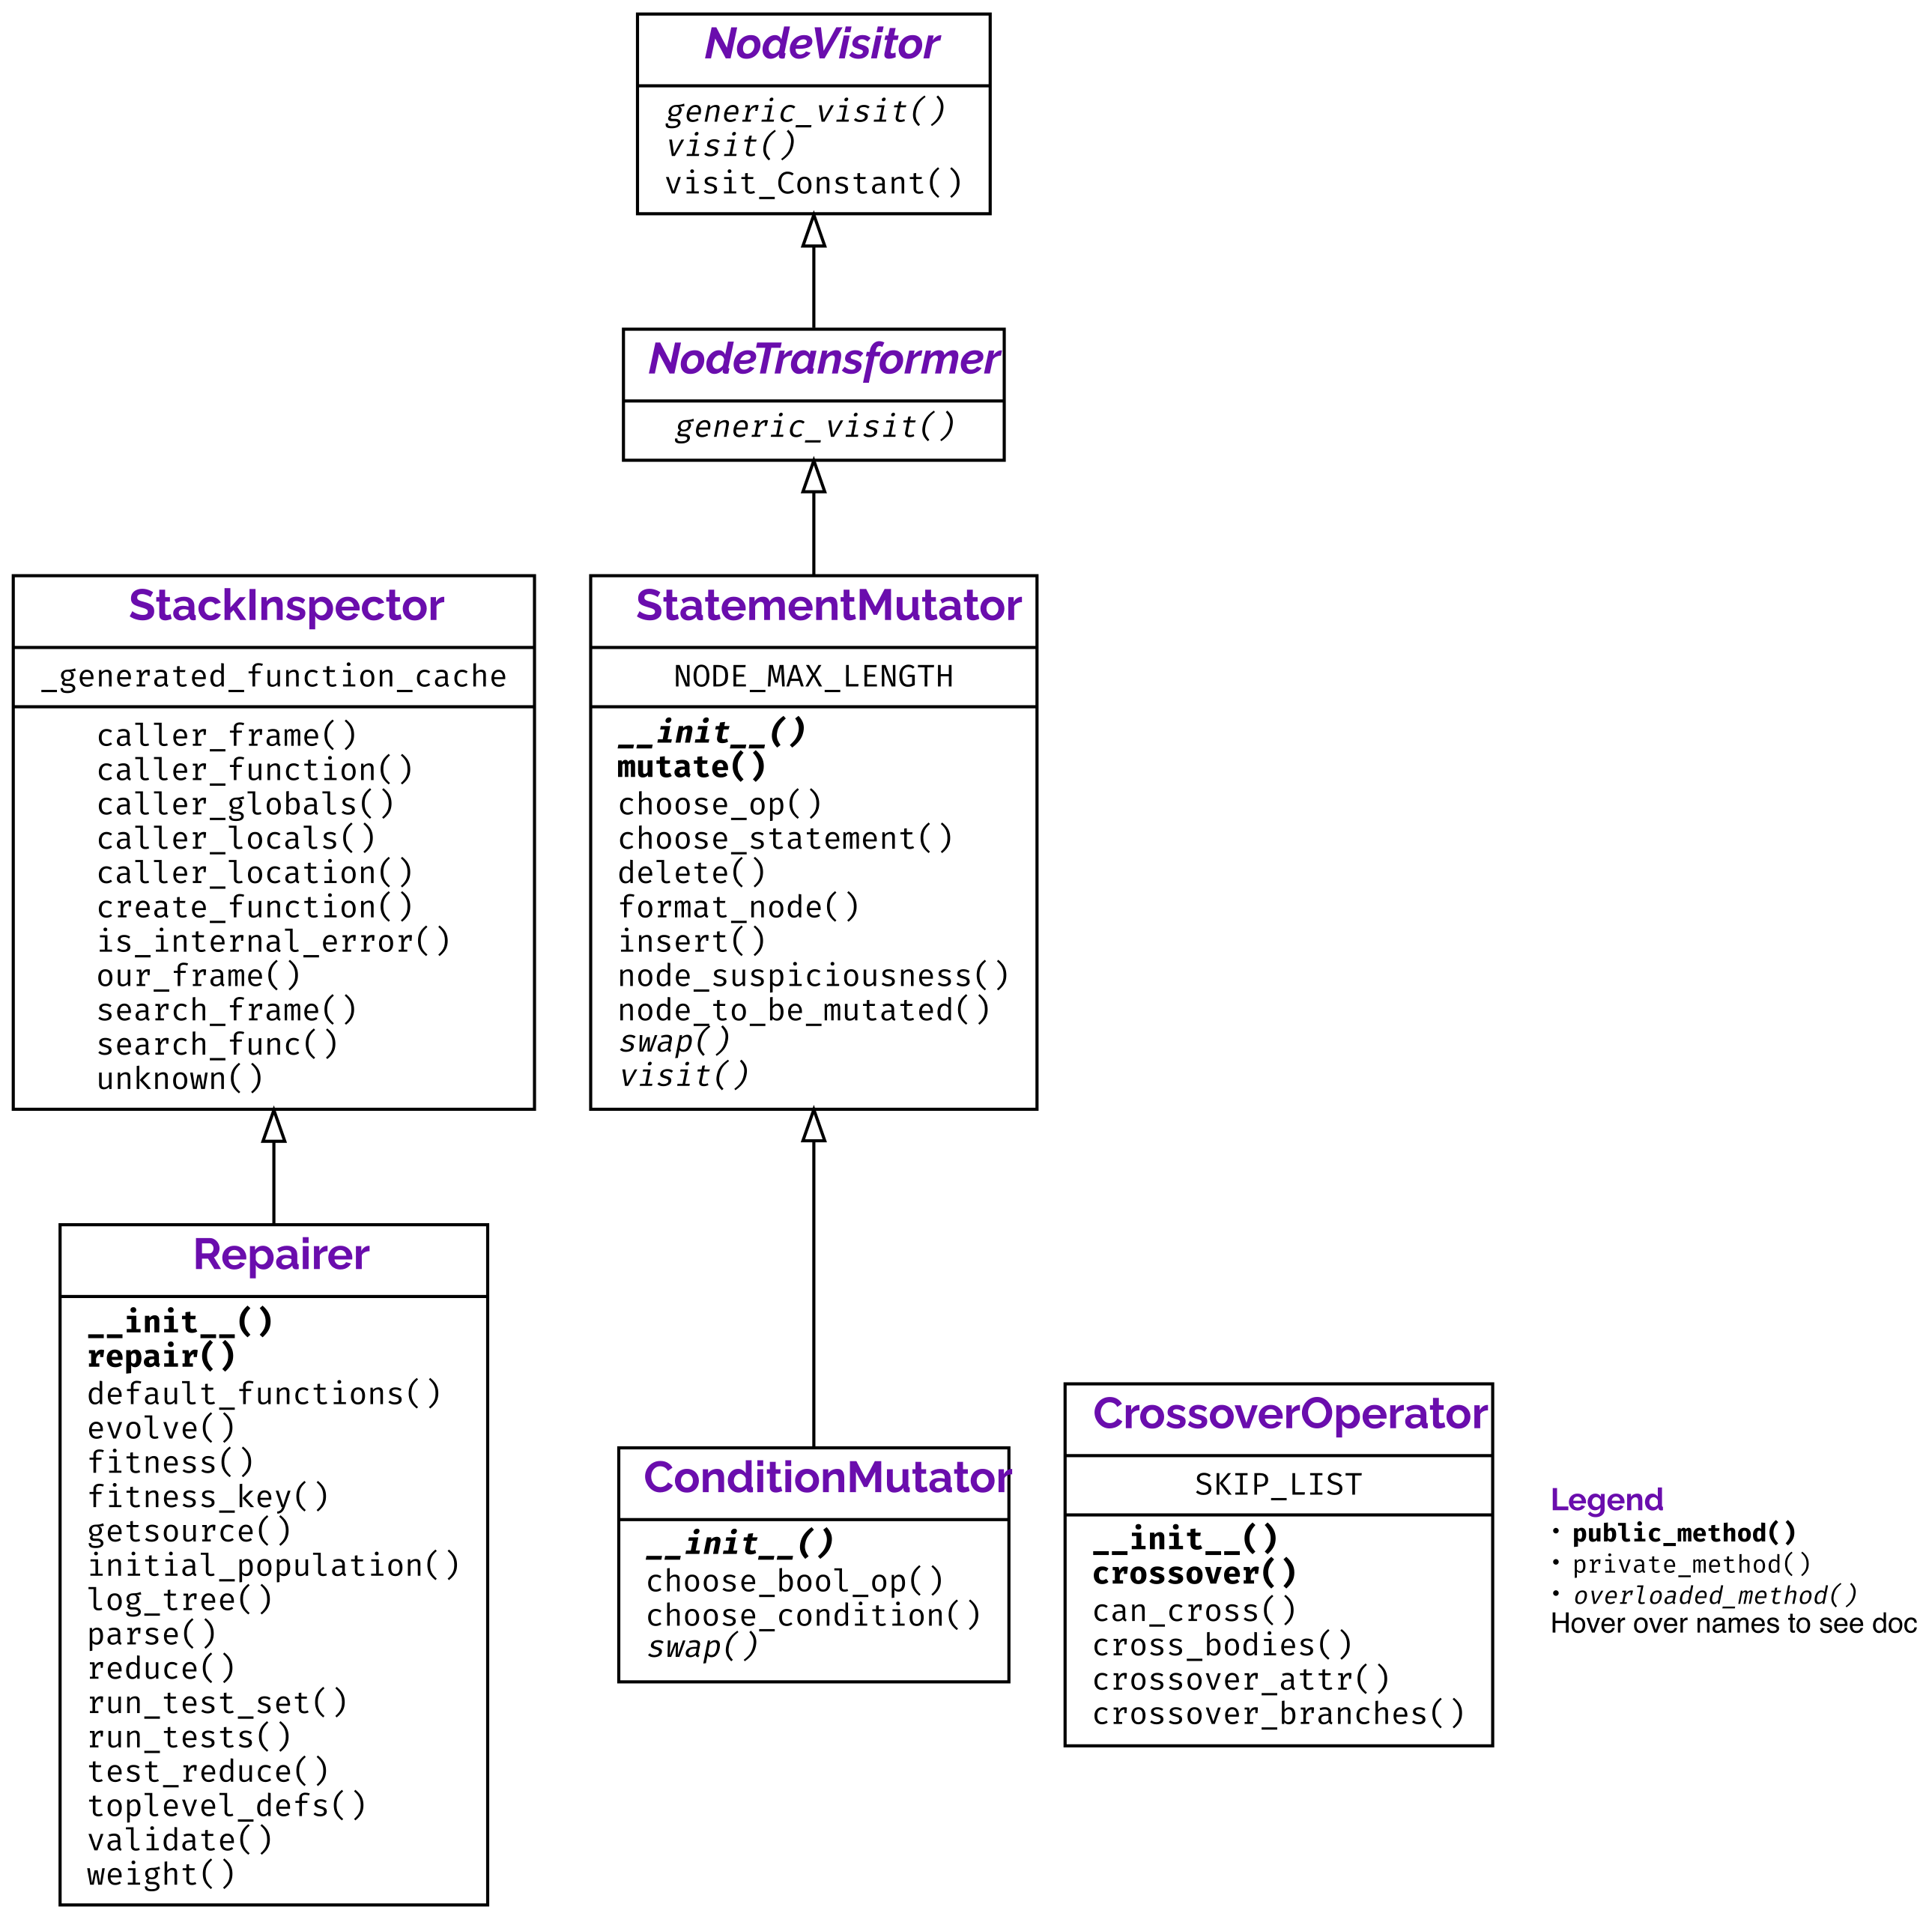 NodeVisitor
generic_visit()
visit()
visit_Constant()
NodeTransformer
generic_visit()
StackInspector
_generated_function_cache
caller_frame()
caller_function()
caller_globals()
caller_locals()
caller_location()
create_function()
is_internal_error()
our_frame()
search_frame()
search_func()
unknown()
StatementMutator
NODE_MAX_LENGTH
__init__()
mutate()
choose_op()
choose_statement()
delete()
format_node()
insert()
node_suspiciousness()
node_to_be_mutated()
swap()
visit()
Repairer
__init__()
repair()
default_functions()
evolve()
fitness()
fitness_key()
getsource()
initial_population()
log_tree()
parse()
reduce()
run_test_set()
run_tests()
test_reduce()
toplevel_defs()
validate()
weight()
ConditionMutator
__init__()
choose_bool_op()
choose_condition()
swap()
CrossoverOperator
SKIP_LIST
__init__()
crossover()
can_cross()
cross_bodies()
crossover_attr()
crossover_branches()
Legend
• public_method()
• private_method()
• overloaded_method()
Hover over names to see doc